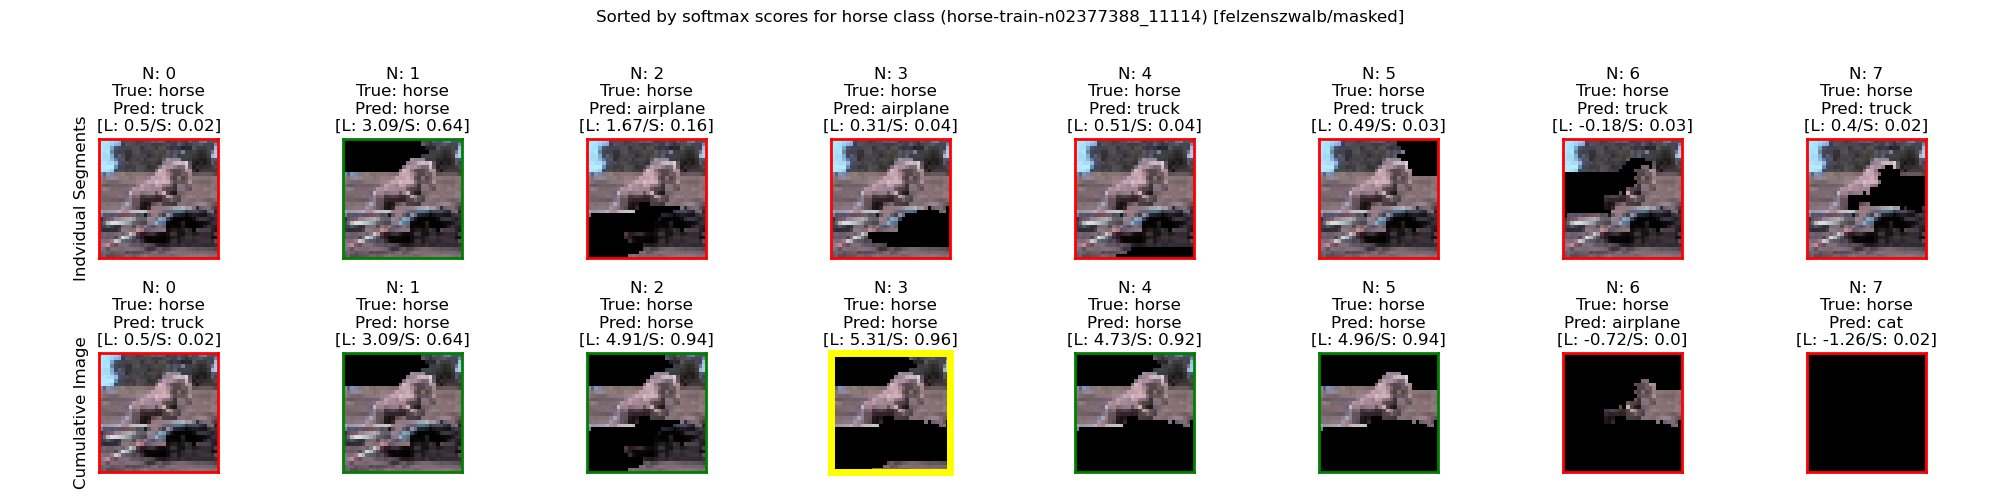 Sorted by softmax scores for horse class (horse-train-n02377388_11114) [felzenszwalb/masked]
Indvidual Segments
N: 0
True: horse
Pred: truck
[L: 0.5/S: 0.02]
N: 1
True: horse
Pred: horse
[L: 3.09/S: 0.64]
N: 2
True: horse
Pred: airplane
[L: 1.67/S: 0.16]
N: 3
True: horse
Pred: airplane
[L: 0.31/S: 0.04]
N: 4
True: horse
Pred: truck
[L: 0.51/S: 0.04]
N: 5
True: horse
Pred: truck
[L: 0.49/S: 0.03]
N: 6
True: horse
Pred: truck
[L: -0.18/S: 0.03]
N: 7
True: horse
Pred: truck
[L: 0.4/S: 0.02]
Cumulative Image
N: 0
True: horse
Pred: truck
[L: 0.5/S: 0.02]
N: 1
True: horse
Pred: horse
[L: 3.09/S: 0.64]
N: 2
True: horse
Pred: horse
[L: 4.91/S: 0.94]
N: 3
True: horse
Pred: horse
[L: 5.31/S: 0.96]
N: 4
True: horse
Pred: horse
[L: 4.73/S: 0.92]
N: 5
True: horse
Pred: horse
[L: 4.96/S: 0.94]
N: 6
True: horse
Pred: airplane
[L: -0.72/S: 0.0]
N: 7
True: horse
Pred: cat
[L: -1.26/S: 0.02]